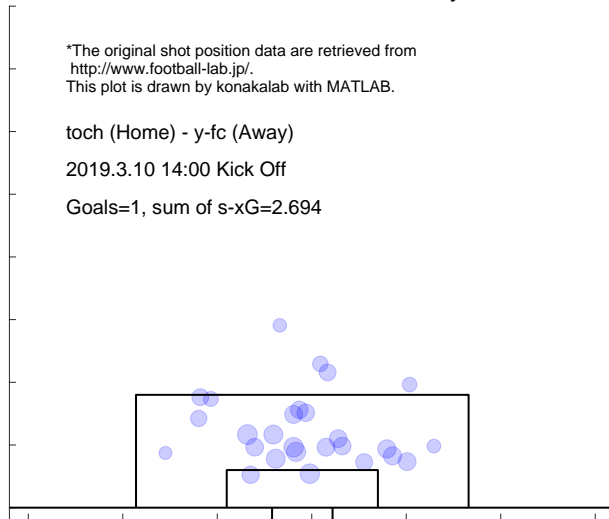 *The original shot position data are retrieved from
http://www.football-lab.jp/.
This plot is drawn by konakalab with MATLAB.
toch (Home) - y-fc (Away)
2019.3.10 14:00 Kick Off
Goals=1, sum of s-xG=2.694